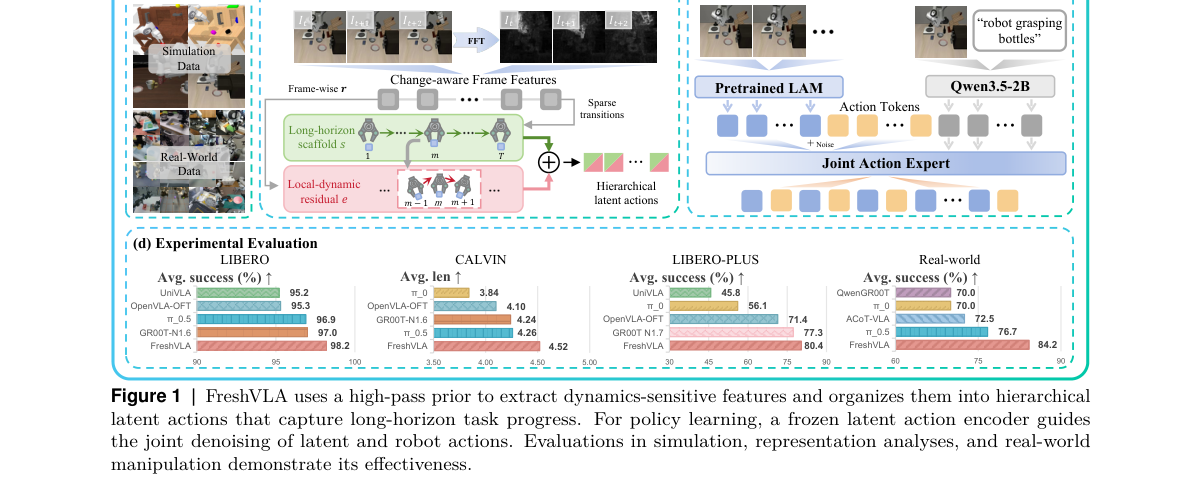 Simulation
Data
Real-World
Data
I_t
I_{t+1}
I_{t+2}
FFT
I_t
I_{t+1}
I_{t+2}
Change-aware Frame Features
Frame-wise r
...
Sparse
transitions
Long-horizon
scaffold s
1
m
T
Local-dynamic
residual e
...
m − 1
m
m + 1
...
+
...
Hierarchical
latent actions
...
“robot grasping
bottles”
Pretrained LAM
Qwen3.5-2B
Action Tokens
...
...
...
+ Noise
Joint Action Expert
...
(d) Experimental Evaluation
LIBERO
Avg. success (%) ↑
UniVLA 95.2
OpenVLA-OFT 95.3
π_0.5 96.9
GR00T-N1.6 97.0
FreshVLA 98.2
90 95 100
CALVIN
Avg. len ↑
π_0 3.84
OpenVLA-OFT 4.10
GR00T-N1.6 4.24
π_0.5 4.26
FreshVLA 4.52
3.50 4.00 4.50 5.00
LIBERO-PLUS
Avg. success (%) ↑
UniVLA 45.8
π_0 56.1
OpenVLA-OFT 71.4
GR00T N1.7 77.3
FreshVLA 80.4
30 45 60 75 90
Real-world
Avg. success (%) ↑
QwenGR00T 70.0
π_0 70.0
ACoT-VLA 72.5
π_0.5 76.7
FreshVLA 84.2
60 75 90
Figure 1 | FreshVLA uses a high-pass prior to extract dynamics-sensitive features and organizes them into hierarchical
latent actions that capture long-horizon task progress. For policy learning, a frozen latent action encoder guides
the joint denoising of latent and robot actions. Evaluations in simulation, representation analyses, and real-world
manipulation demonstrate its effectiveness.